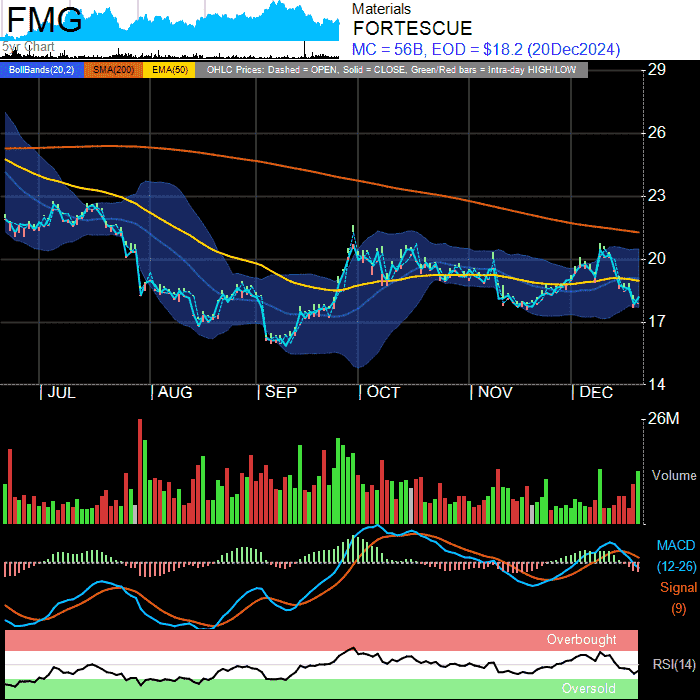 FMG
5yr Chart
Materials
FORTESCUE
MC = 56B, EOD = $18.2 (20Dec2024)
BollBands(20,2) SMA(200) EMA(50) OHLC Prices: Dashed = OPEN, Solid = CLOSE, Green/Red bars = Intra-day HIGH/LOW
29
26
23
20
17
14
JUL AUG SEP OCT NOV DEC
26M
Volume
MACD
(12-26)
Signal
(9)
Overbought
RSI(14)
Oversold